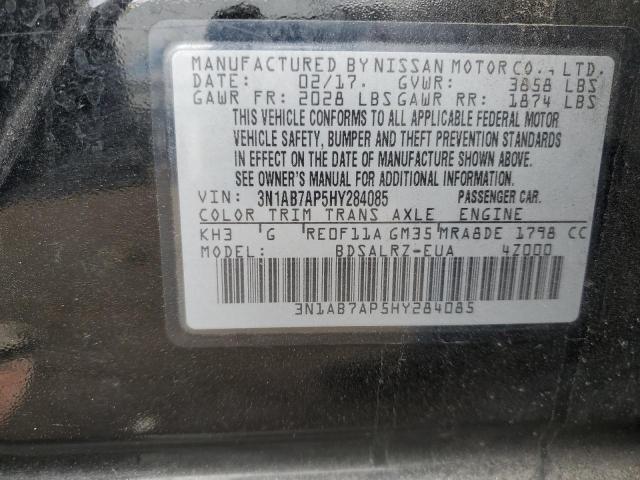 MANUFACTURED BY NISSAN MOTOR CO., LTD.
DATE: 02/17. GVWR: 3858 LBS
GAWR FR: 2028 LBS GAWR RR: 1874 LBS
THIS VEHICLE CONFORMS TO ALL APPLICABLE FEDERAL MOTOR
VEHICLE SAFETY, BUMPER AND THEFT PREVENTION STANDARDS
IN EFFECT ON THE DATE OF MANUFACTURE SHOWN ABOVE.
SEE OWNER'S MANUAL FOR ADDITIONAL INFORMATION.
VIN: 3N1AB7AP5HY284085 PASSENGER CAR.
COLOR TRIM TRANS AXLE ENGINE
KH3 G RE0F11A GM35 MRA8DE 1798 CC
MODEL: BDSALRZ-EUA 4Z000
3N1AB7AP5HY284085